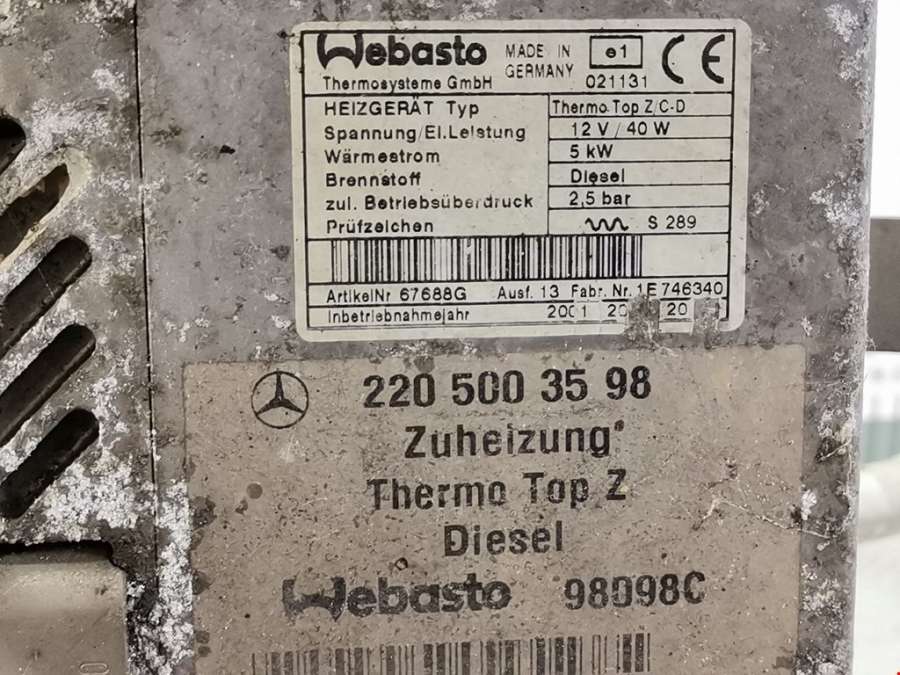 Webasto MADE IN GERMANY e1
Thermosysteme GmbH 021131 CE
HEIZGERÄT Typ Thermo Top Z/C-D
Spannung/El.Leistung 12 V / 40 W
Wärmestrom 5 kW
Brennstoff Diesel
zul. Betriebsüberdruck 2,5 bar
Prüfzeichen S 289
ArtikelNr 67688G Ausf. 13 Fabr. Nr. 1E746340
Inbetriebnahmejahr 2001 20 20
220 500 35 98
Zuheizung
Thermo Top Z
Diesel
Webasto 98098C